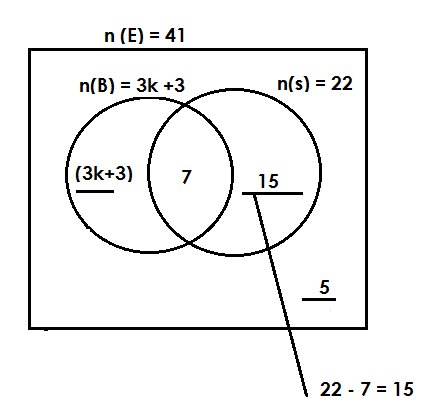 n (E) = 41
n(B) = 3k +3
n(s) = 22
(3k+3)
7
15
5
22 - 7 = 15